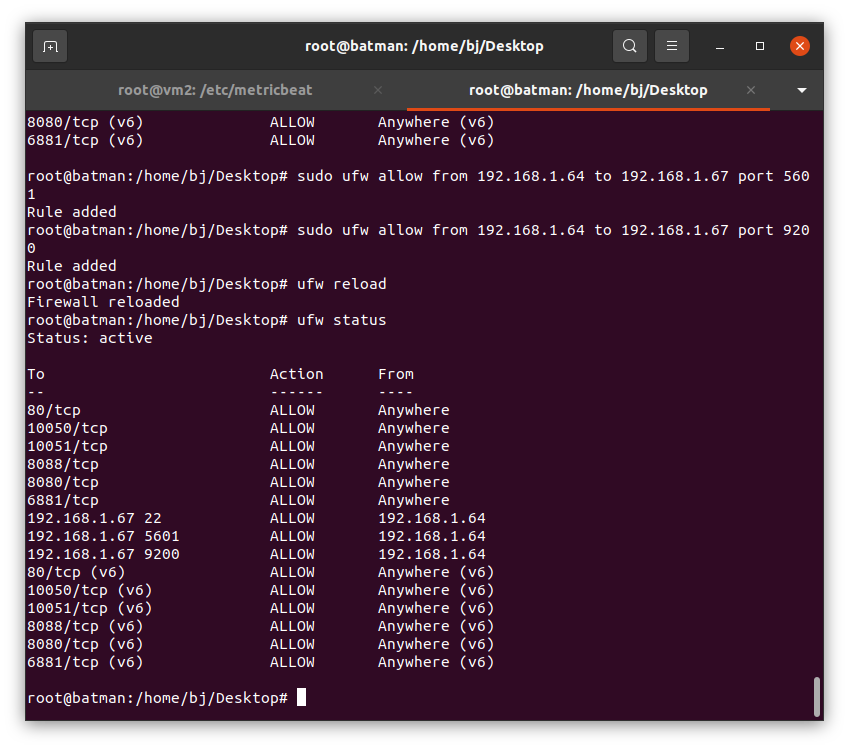 root@batman: /home/bj/Desktop
root@vm2: /etc/metricbeat
root@batman: /home/bj/Desktop
8080/tcp (v6)              ALLOW       Anywhere (v6)
6881/tcp (v6)              ALLOW       Anywhere (v6)
root@batman:/home/bj/Desktop# sudo ufw allow from 192.168.1.64 to 192.168.1.67 port 560
1
Rule added
root@batman:/home/bj/Desktop# sudo ufw allow from 192.168.1.64 to 192.168.1.67 port 920
0
Rule added
root@batman:/home/bj/Desktop# ufw reload
Firewall reloaded
root@batman:/home/bj/Desktop# ufw status
Status: active
To                         Action      From
--                         ------      ----
80/tcp                     ALLOW       Anywhere
10050/tcp                  ALLOW       Anywhere
10051/tcp                  ALLOW       Anywhere
8088/tcp                   ALLOW       Anywhere
8080/tcp                   ALLOW       Anywhere
6881/tcp                   ALLOW       Anywhere
192.168.1.67 22            ALLOW       192.168.1.64
192.168.1.67 5601          ALLOW       192.168.1.64
192.168.1.67 9200          ALLOW       192.168.1.64
80/tcp (v6)                ALLOW       Anywhere (v6)
10050/tcp (v6)             ALLOW       Anywhere (v6)
10051/tcp (v6)             ALLOW       Anywhere (v6)
8088/tcp (v6)              ALLOW       Anywhere (v6)
8080/tcp (v6)              ALLOW       Anywhere (v6)
6881/tcp (v6)              ALLOW       Anywhere (v6)
root@batman:/home/bj/Desktop#